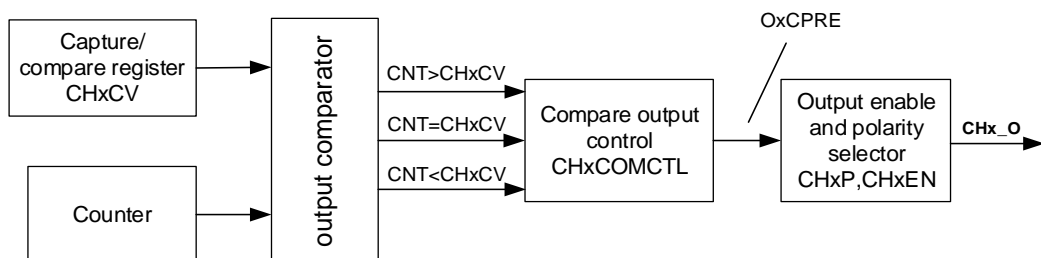 Capture/
compare register
CHxCV
Counter
output comparator
CNT>CHxCV
CNT=CHxCV
CNT<CHxCV
Compare output
control
CHxCOMCTL
OxCPRE
Output enable
and polarity
selector
CHxP,CHxEN
CHx_O